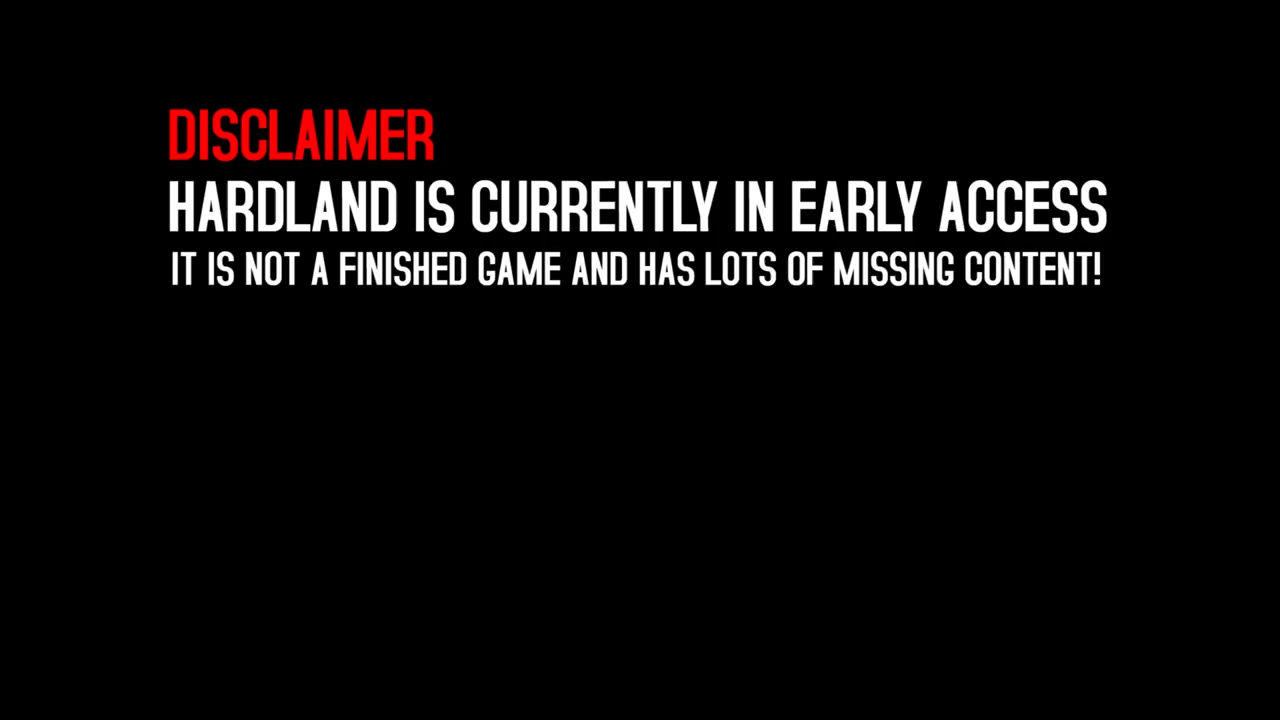 DISCLAIMER
HARDLAND IS CURRENTLY IN EARLY ACCESS
IT IS NOT A FINISHED GAME AND HAS LOTS OF MISSING CONTENT!